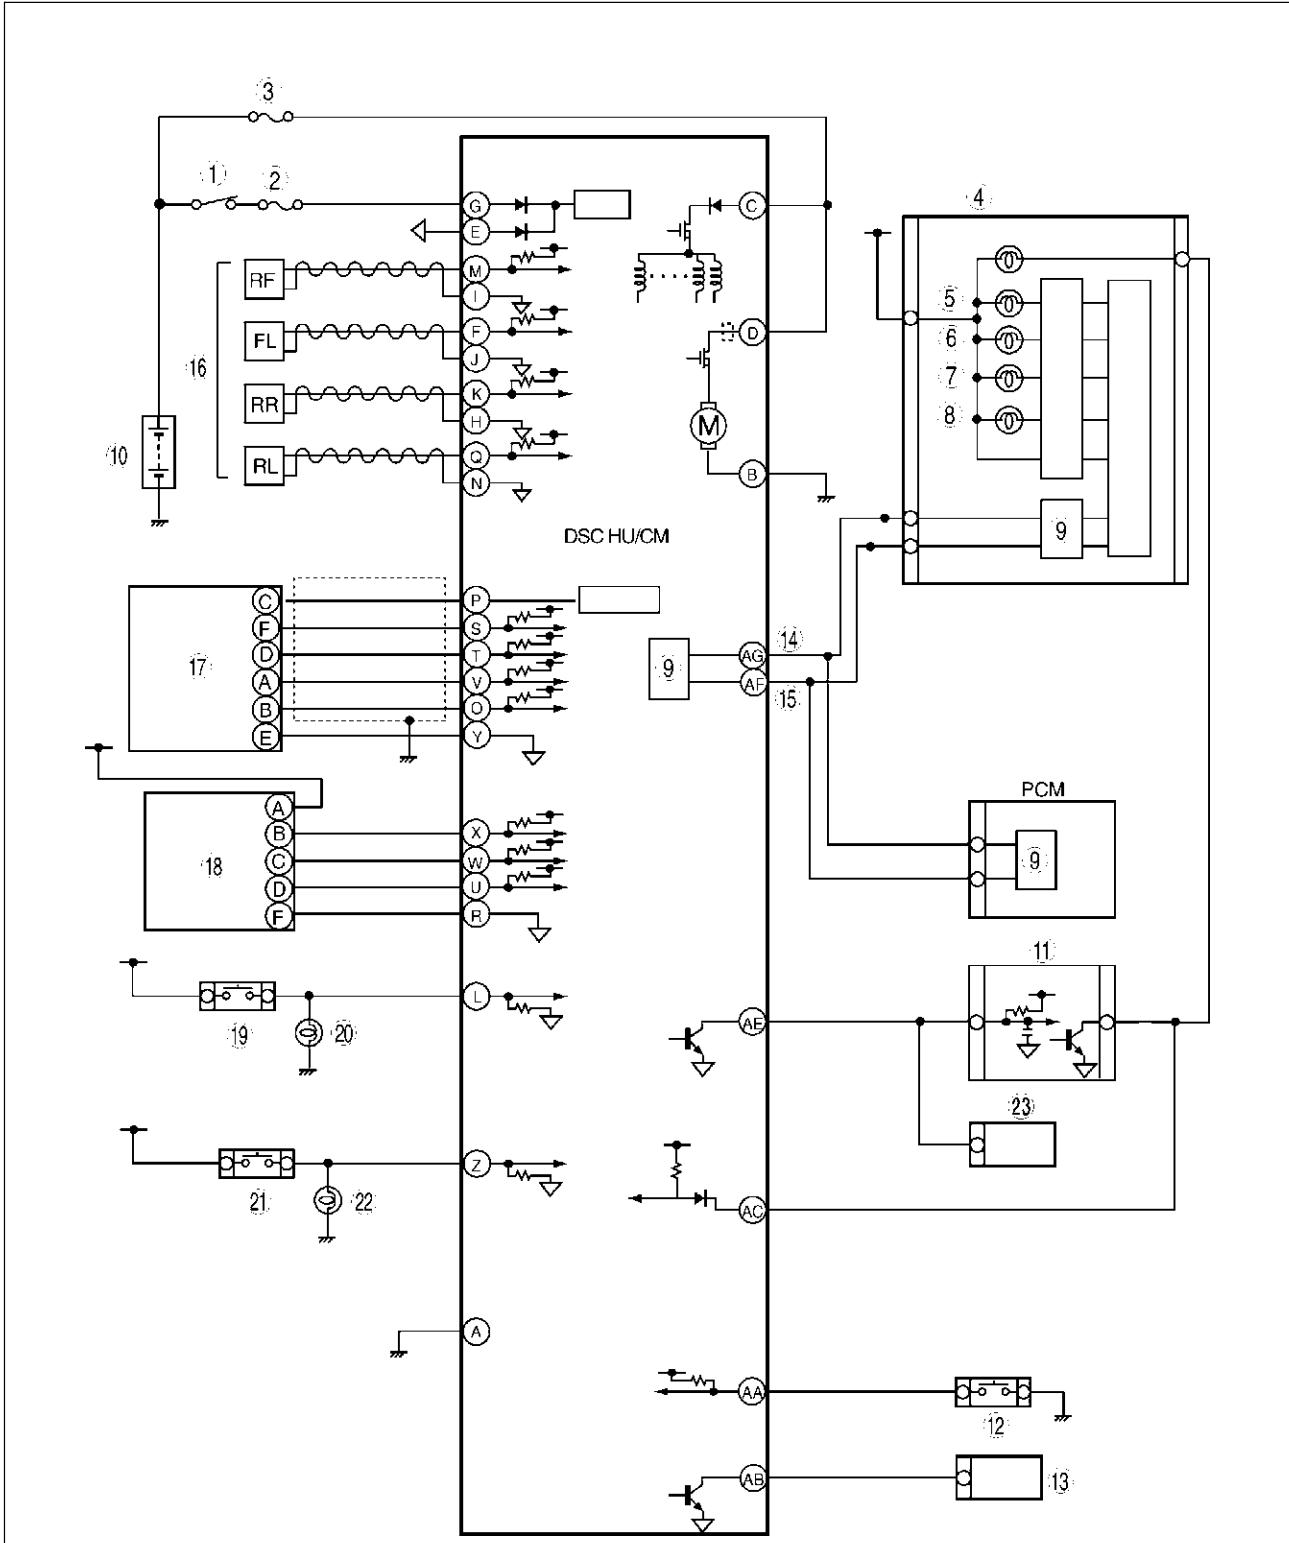 3
1
2
4
G
C
E
M
RF
I
5
F
D
FL
6
J
16
7
K
RR
8
H
M
10
Q
RL
B
N
9
DSC HU/CM
C
P
F
S
14
D
T
AG
17
9
A
V
AF
15
B
O
E
Y
PCM
A
B
X
18
C
W
9
D
U
F
R
11
L
AE
19
20
23
Z
21
22
AC
A
AA
12
AB
13